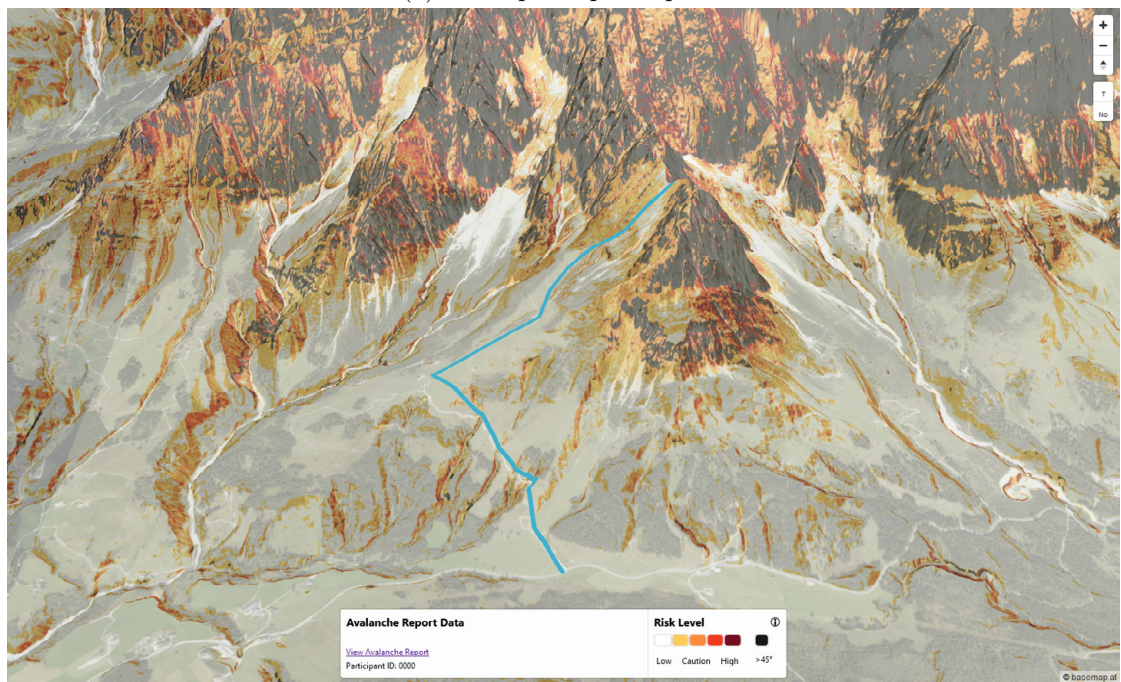 +
−
T
No
Avalanche Report Data
View Avalanche Report
Participant ID: 0000
Risk Level
Low Caution High >45°
© basemap.at